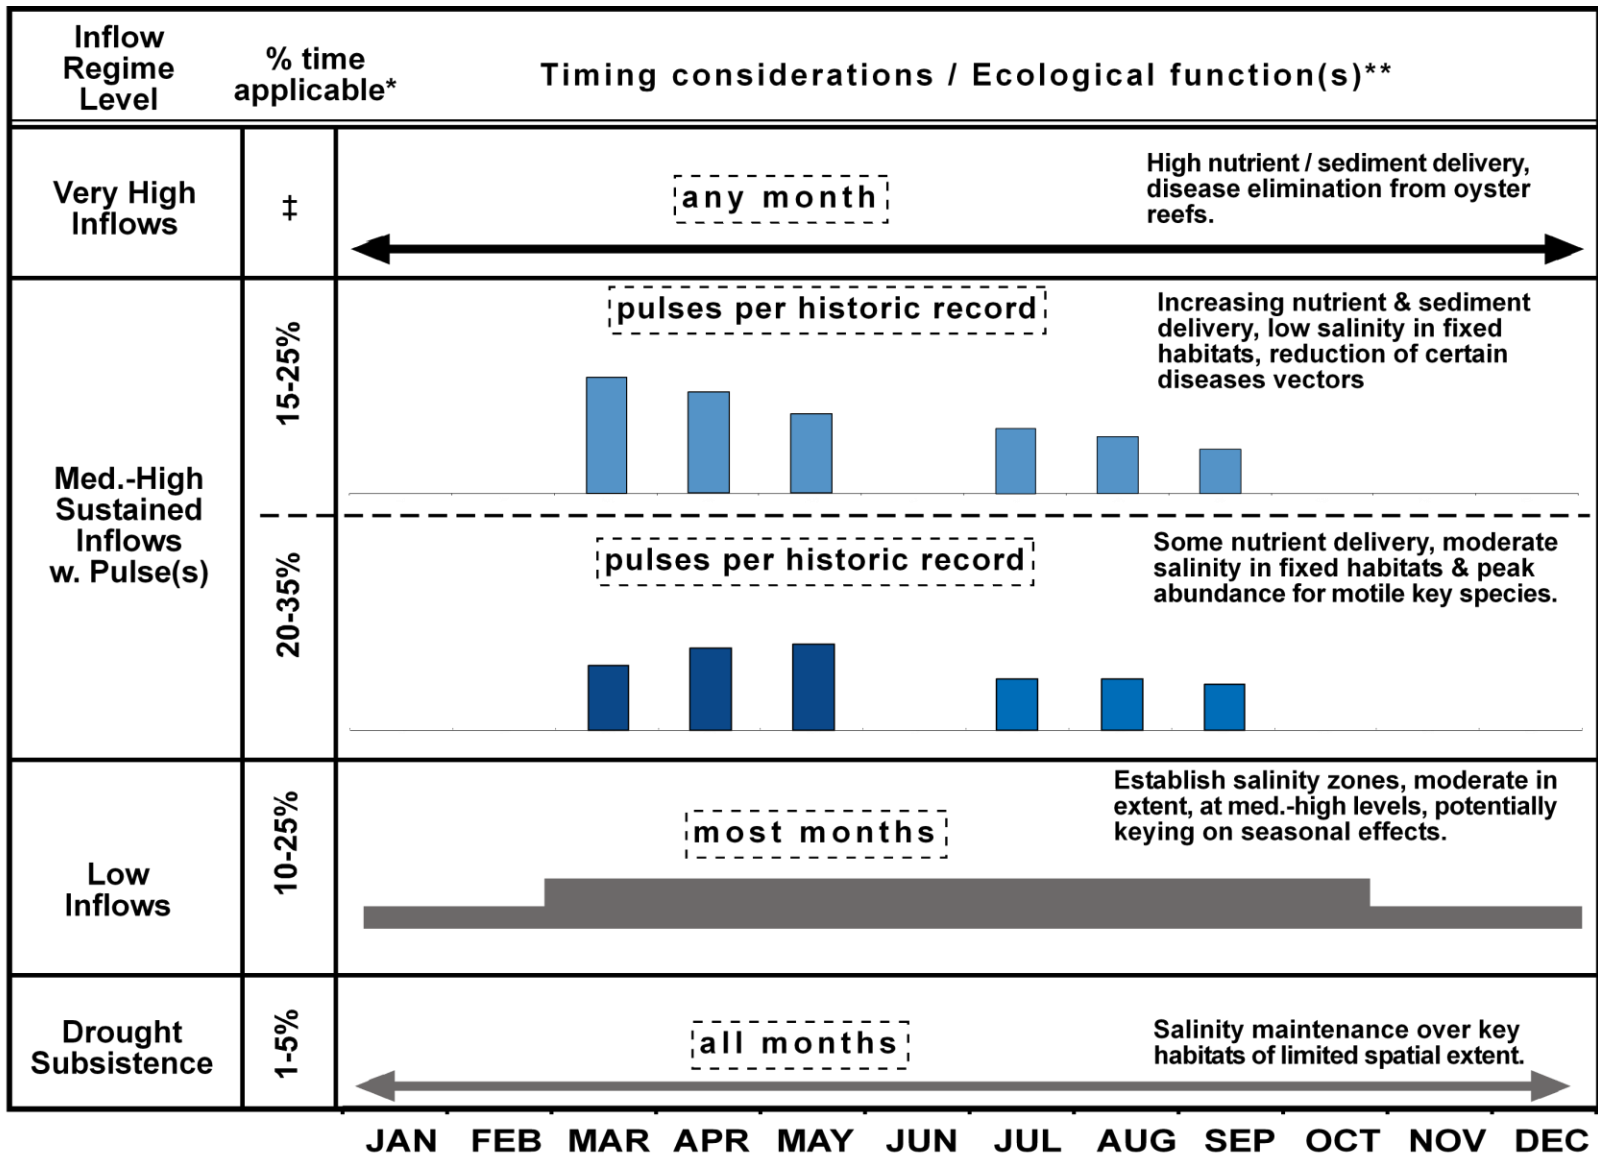 Inflow
Regime
Level
% time
applicable*
Timing considerations / Ecological function(s)**
Very High
Inflows
‡
any month
High nutrient / sediment delivery,
disease elimination from oyster
reefs.
Med.-High
Sustained
Inflows
w. Pulse(s)
15-25%
pulses per historic record
Increasing nutrient & sediment
delivery, low salinity in fixed
habitats, reduction of certain
diseases vectors
20-35%
pulses per historic record
Some nutrient delivery, moderate
salinity in fixed habitats & peak
abundance for motile key species.
Low
Inflows
10-25%
most months
Establish salinity zones, moderate in
extent, at med.-high levels, potentially
keying on seasonal effects.
Drought
Subsistence
1-5%
all months
Salinity maintenance over key
habitats of limited spatial extent.
JAN FEB MAR APR MAY JUN JUL AUG SEP OCT NOV DEC